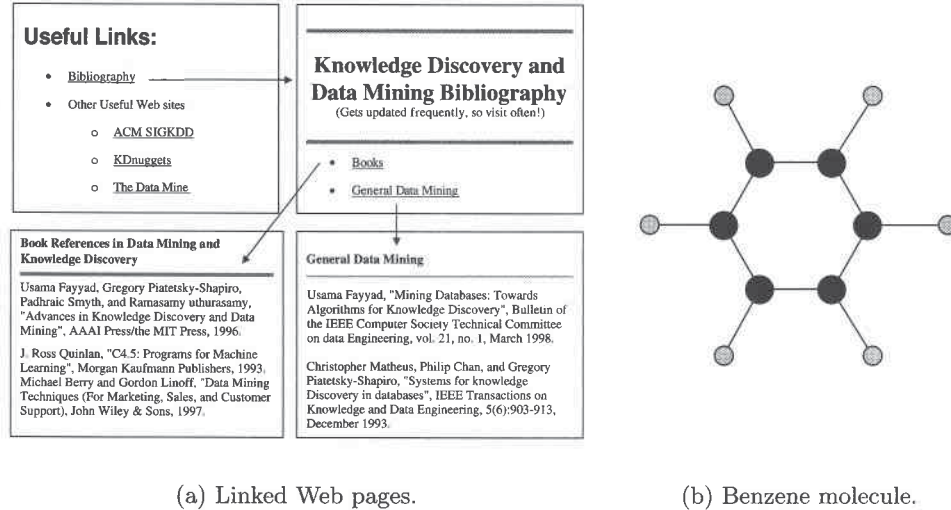 Useful Links:
• Bibliography
• Other Useful Web sites
o ACM SIGKDD
o KDnuggets
o The Data Mine
Knowledge Discovery and
Data Mining Bibliography
(Gets updated frequently, so visit often!)
• Books
• General Data Mining
Book References in Data Mining and
Knowledge Discovery
Usama Fayyad, Gregory Piatetsky-Shapiro,
Padhraic Smyth, and Ramasamy uthurasamy,
"Advances in Knowledge Discovery and Data
Mining", AAAI Press/the MIT Press, 1996.
J. Ross Quinlan, "C4.5: Programs for Machine
Learning", Morgan Kaufmann Publishers, 1993.
Michael Berry and Gordon Linoff, "Data Mining
Techniques (For Marketing, Sales, and Customer
Support), John Wiley & Sons, 1997.
General Data Mining
Usama Fayyad, "Mining Databases: Towards
Algorithms for Knowledge Discovery", Bulletin of
the IEEE Computer Society Technical Committee
on data Engineering, vol. 21, no. 1, March 1998.
Christopher Matheus, Philip Chan, and Gregory
Piatetsky-Shapiro, "Systems for knowledge
Discovery in databases", IEEE Transactions on
Knowledge and Data Engineering, 5(6):903-913,
December 1993.
(a) Linked Web pages.
(b) Benzene molecule.